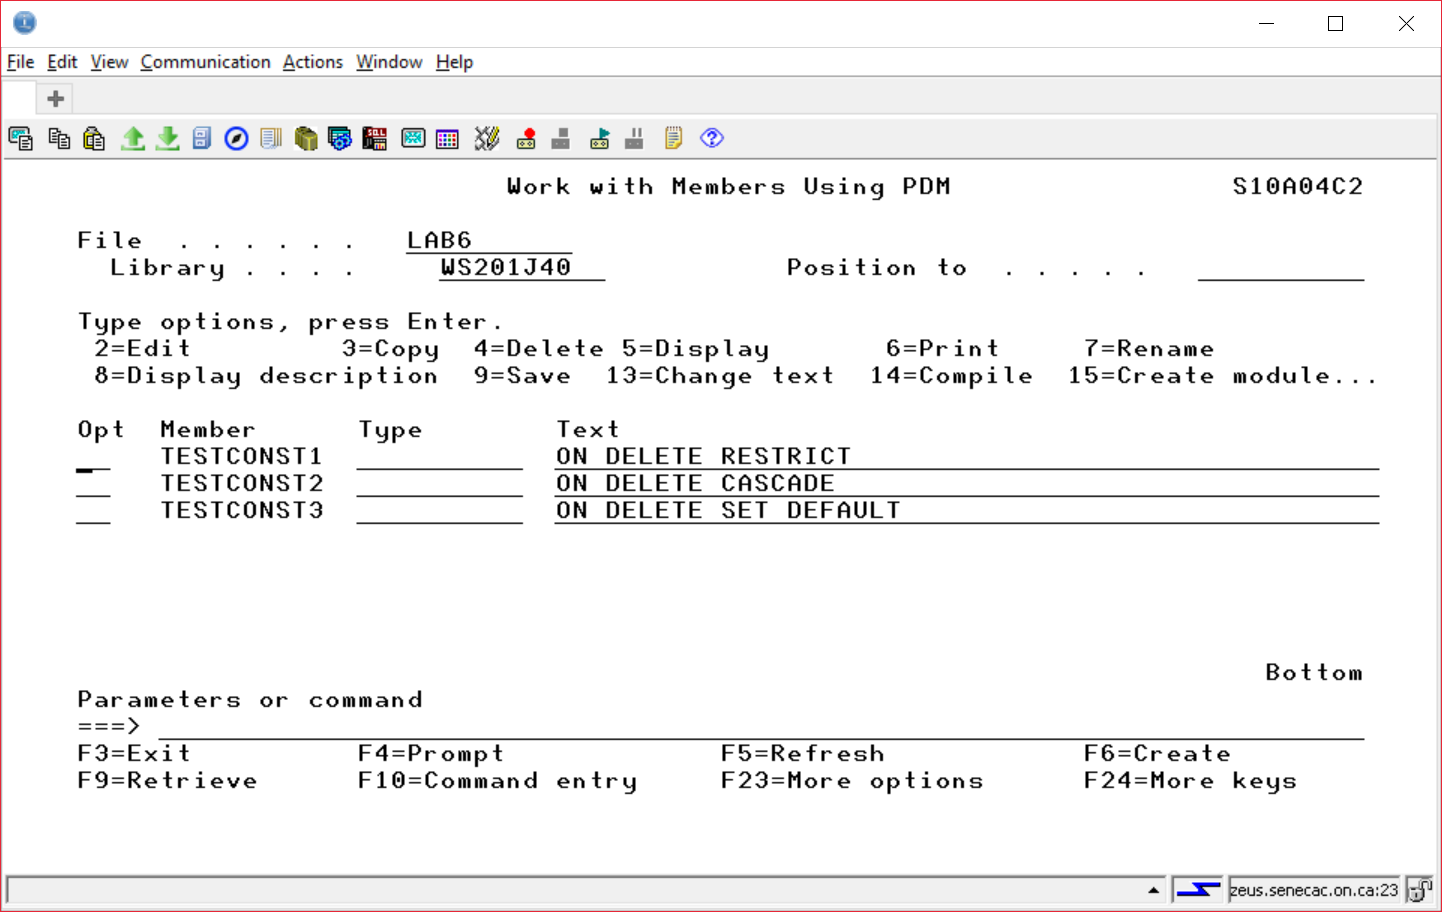 File Edit View Communication Actions Window Help
Work with Members Using PDM S10A04C2
File . . . . . . LAB6
Library . . . . WS201J40 Position to . . . . .
Type options, press Enter.
2=Edit 3=Copy 4=Delete 5=Display 6=Print 7=Rename
8=Display description 9=Save 13=Change text 14=Compile 15=Create module...
Opt Member Type Text
TESTCONST1 ON DELETE RESTRICT
TESTCONST2 ON DELETE CASCADE
TESTCONST3 ON DELETE SET DEFAULT
Bottom
Parameters or command
===>
F3=Exit F4=Prompt F5=Refresh F6=Create
F9=Retrieve F10=Command entry F23=More options F24=More keys
zeus.senecac.on.ca:23